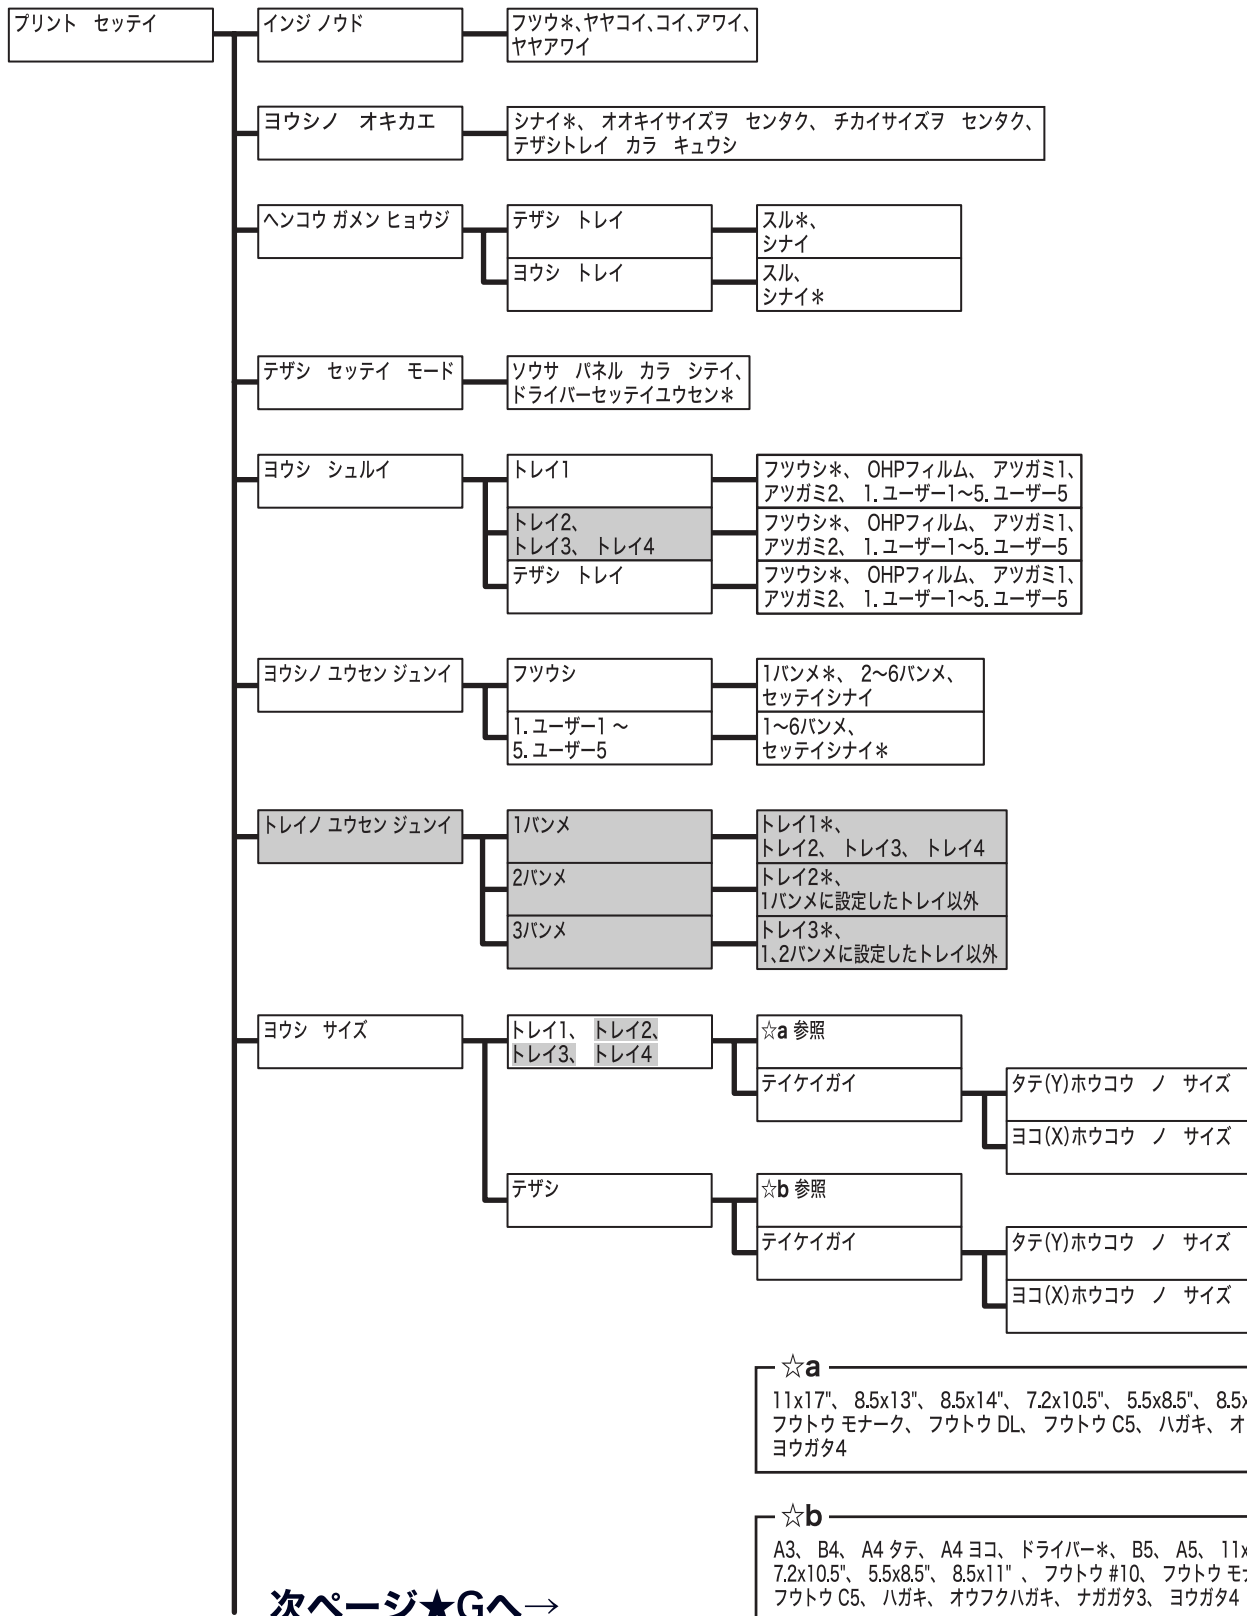 プリント セッテイ
インジ ノウド
フツウ＊、ヤヤコイ、コイ、アワイ、
ヤヤアワイ
ヨウシノ オキカエ
シナイ＊、 オオキイサイズヲ センタク、 チカイサイズヲ センタク、
テザシトレイ カラ キュウシ
ヘンコウ ガメン ヒョウジ
テザシ トレイ
スル＊、
シナイ
ヨウシ トレイ
スル、
シナイ＊
テザシ セッテイ モード
ソウサ パネル カラ シテイ、
ドライバーセッテイユウセン＊
ヨウシ シュルイ
トレイ1
フツウシ＊、 OHPフィルム、 アツガミ1、
アツガミ2、 1.ユーザー1〜5.ユーザー5
トレイ2、
トレイ3、 トレイ4
フツウシ＊、 OHPフィルム、 アツガミ1、
アツガミ2、 1.ユーザー1〜5.ユーザー5
テザシ トレイ
フツウシ＊、 OHPフィルム、 アツガミ1、
アツガミ2、 1.ユーザー1〜5.ユーザー5
ヨウシノ ユウセン ジュンイ
フツウシ
1バンメ＊、 2〜6バンメ、
セッテイシナイ
1.ユーザー1 〜
5.ユーザー5
1〜6バンメ、
セッテイシナイ＊
トレイノ ユウセン ジュンイ
1バンメ
トレイ1＊、
トレイ2、 トレイ3、 トレイ4
2バンメ
トレイ2＊、
1バンメに設定したトレイ以外
3バンメ
トレイ3＊、
1、2バンメに設定したトレイ以外
ヨウシ サイズ
トレイ1、 トレイ2、
トレイ3、 トレイ4
☆a 参照
テイケイガイ
タテ(Y)ホウコウ ノ サイズ
ヨコ(X)ホウコウ ノ サイズ
テザシ
☆b 参照
テイケイガイ
タテ(Y)ホウコウ ノ サイズ
ヨコ(X)ホウコウ ノ サイズ
☆a
11x17"、 8.5x13"、 8.5x14"、 7.2x10.5"、 5.5x8.5"、 8.5x
フウトウ モナーク、 フウトウ DL、 フウトウ C5、 ハガキ、 オ
ヨウガタ4
☆b
A3、 B4、 A4 タテ、 A4 ヨコ、 ドライバー＊、 B5、 A5、 11x
7.2x10.5"、 5.5x8.5"、 8.5x11" 、 フウトウ #10、 フウトウ モナ
フウトウ C5、 ハガキ、 オウフクハガキ、 ナガガタ3、 ヨウガタ4
次ページ★Gへ→